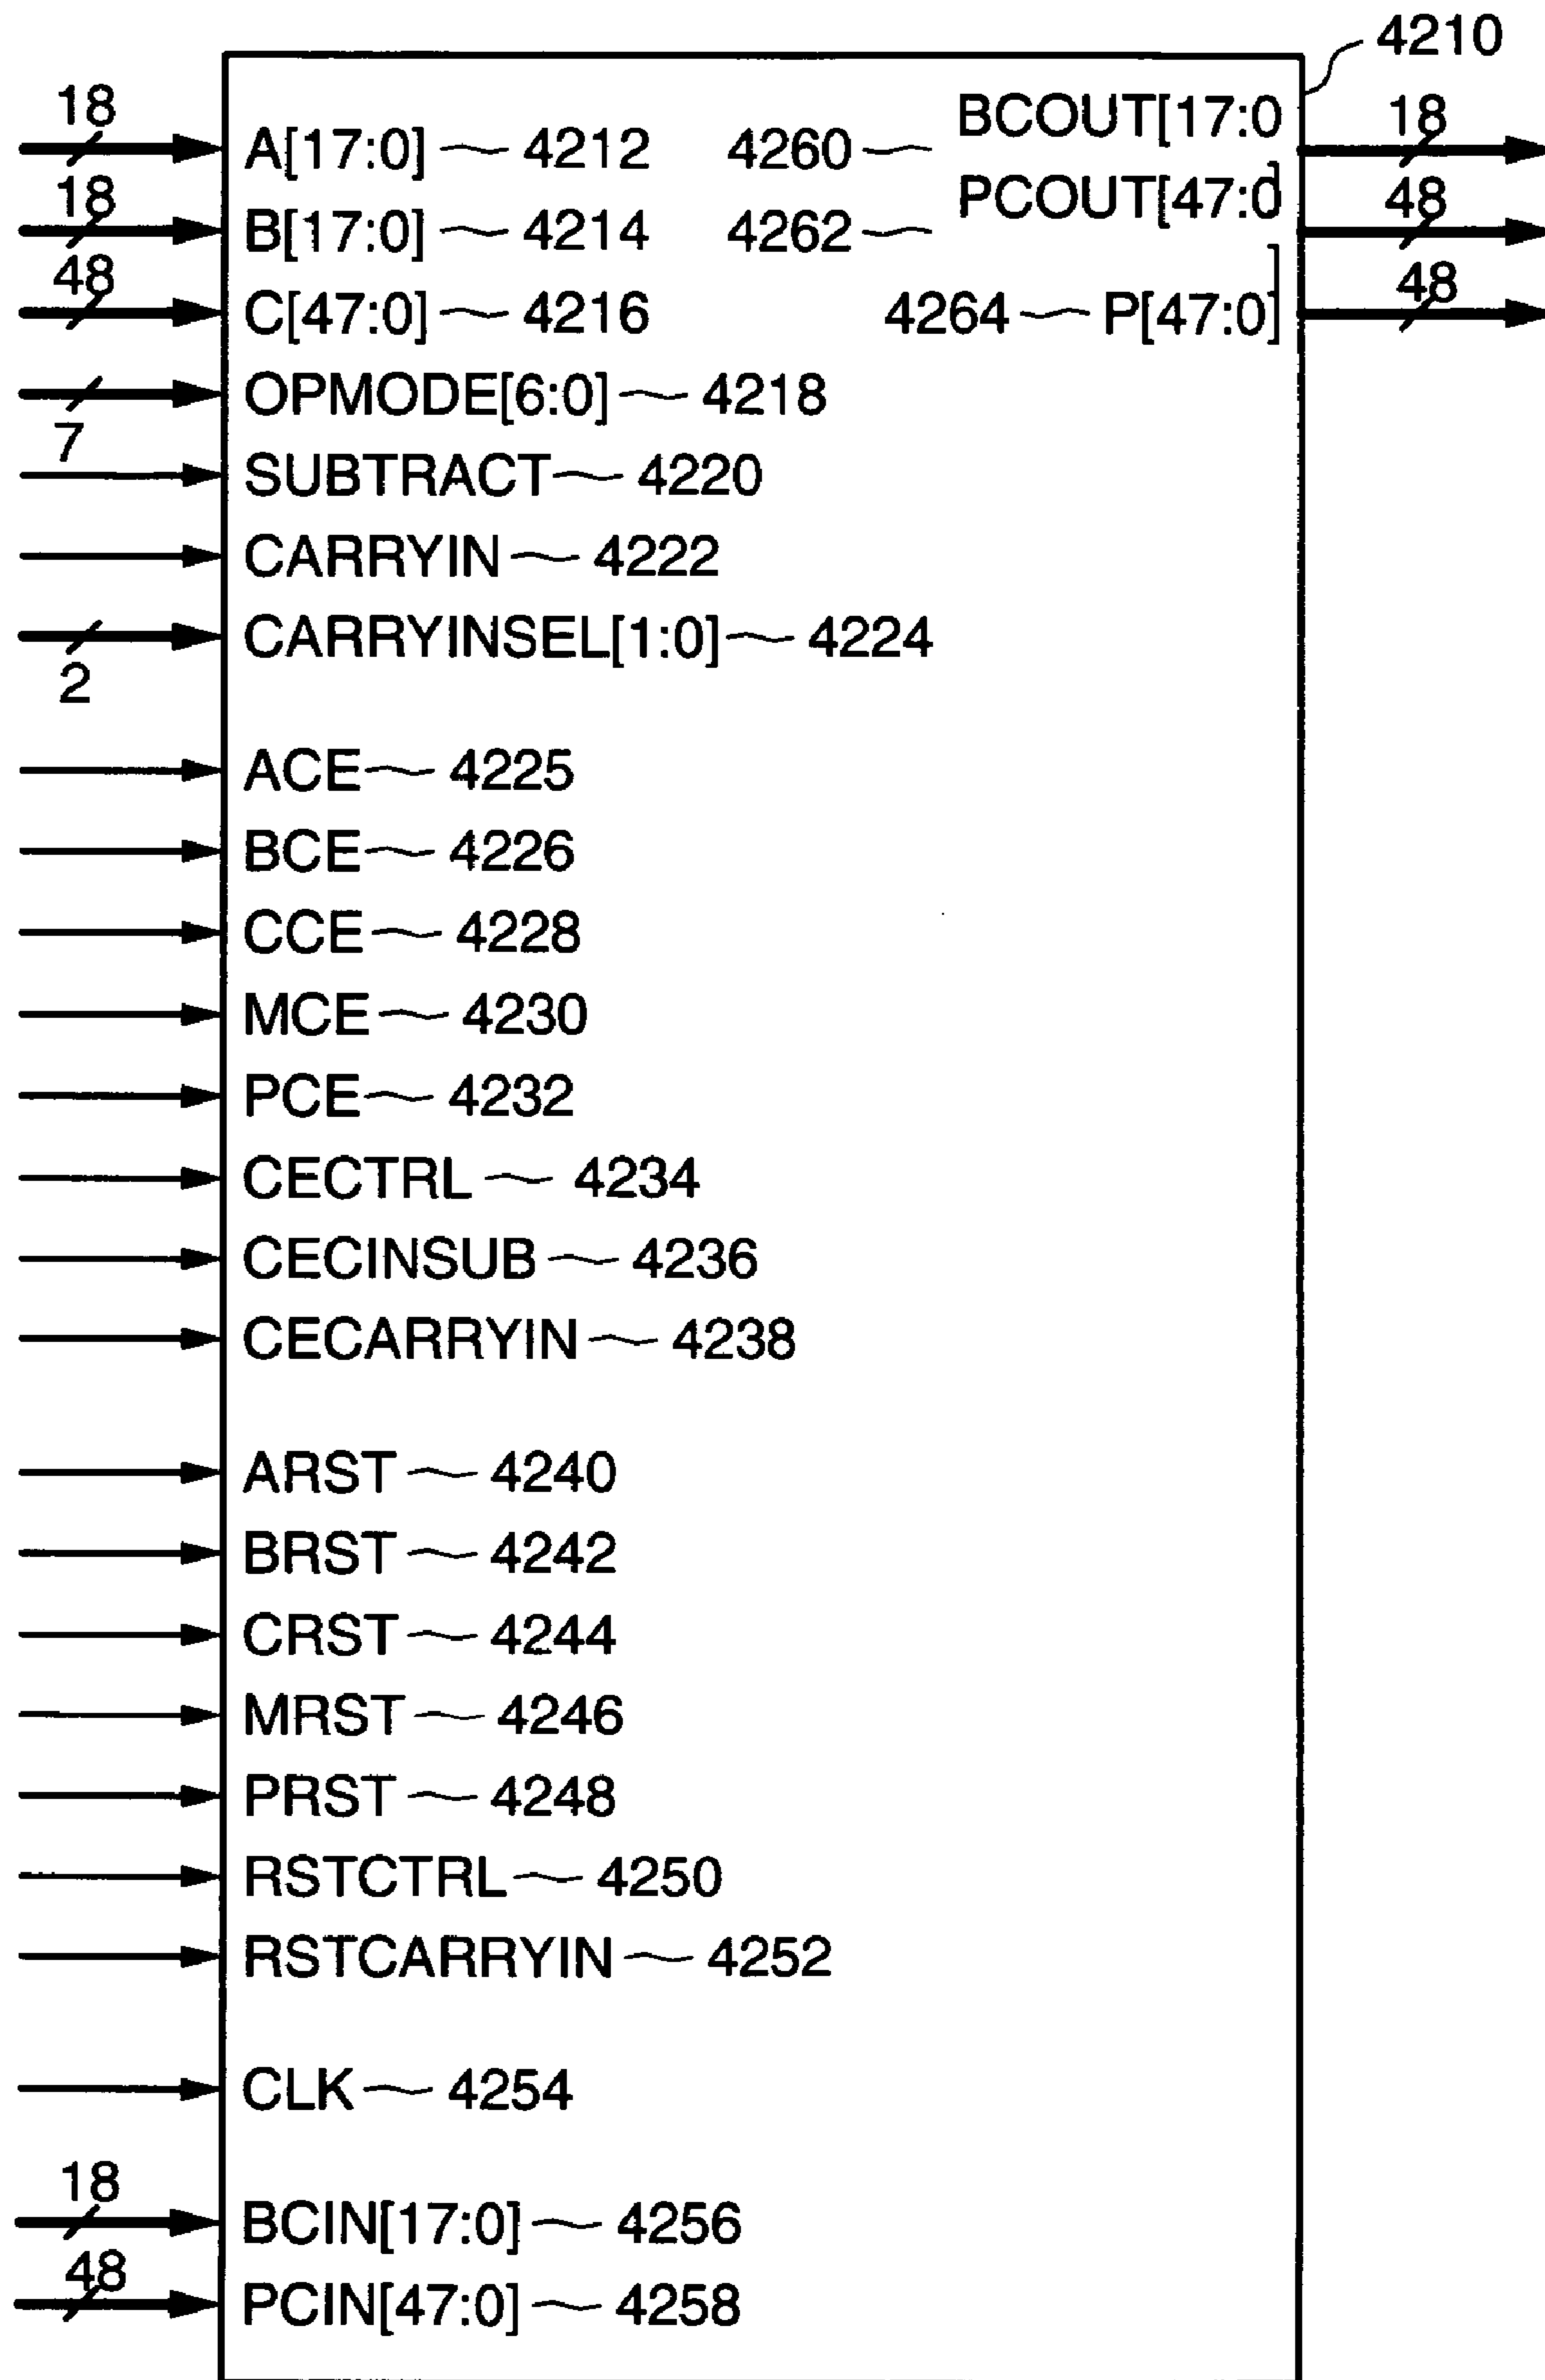 4210
18 A[17:0] 4212 4260 BCOUT[17:0] 18
18 B[17:0] 4214 4262 PCOUT[47:0] 48
48 C[47:0] 4216 4264 P[47:0] 48
OPMODE[6:0] 4218
7
SUBTRACT 4220
CARRYIN 4222
CARRYINSEL[1:0] 4224
2
ACE 4225
BCE 4226
CCE 4228
MCE 4230
PCE 4232
CECTRL 4234
CECINSUB 4236
CECARRYIN 4238
ARST 4240
BRST 4242
CRST 4244
MRST 4246
PRST 4248
RSTCTRL 4250
RSTCARRYIN 4252
CLK 4254
18 BCIN[17:0] 4256
48 PCIN[47:0] 4258